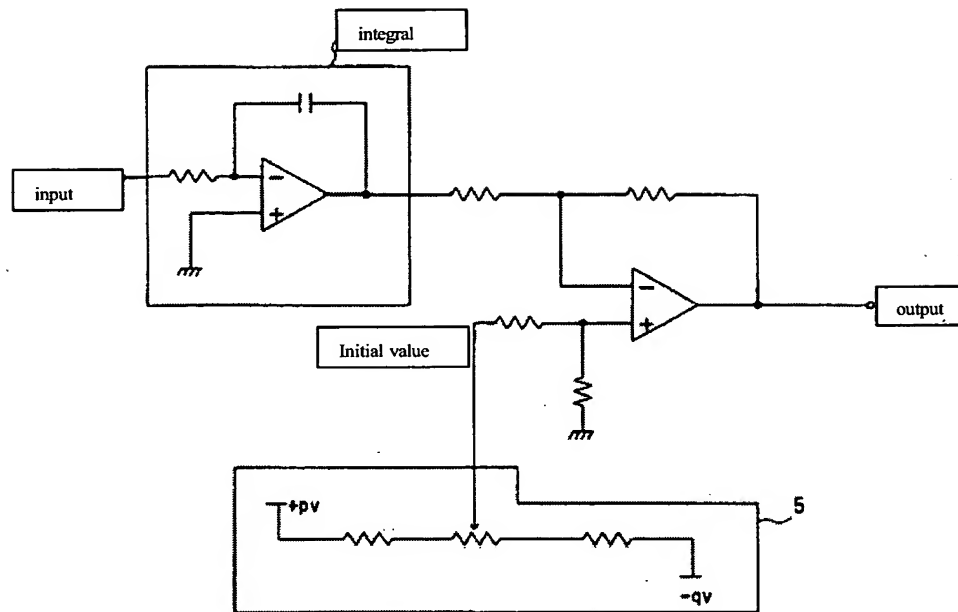 integral
input
−
+
−
+
output
Initial value
5
+pv
-qv